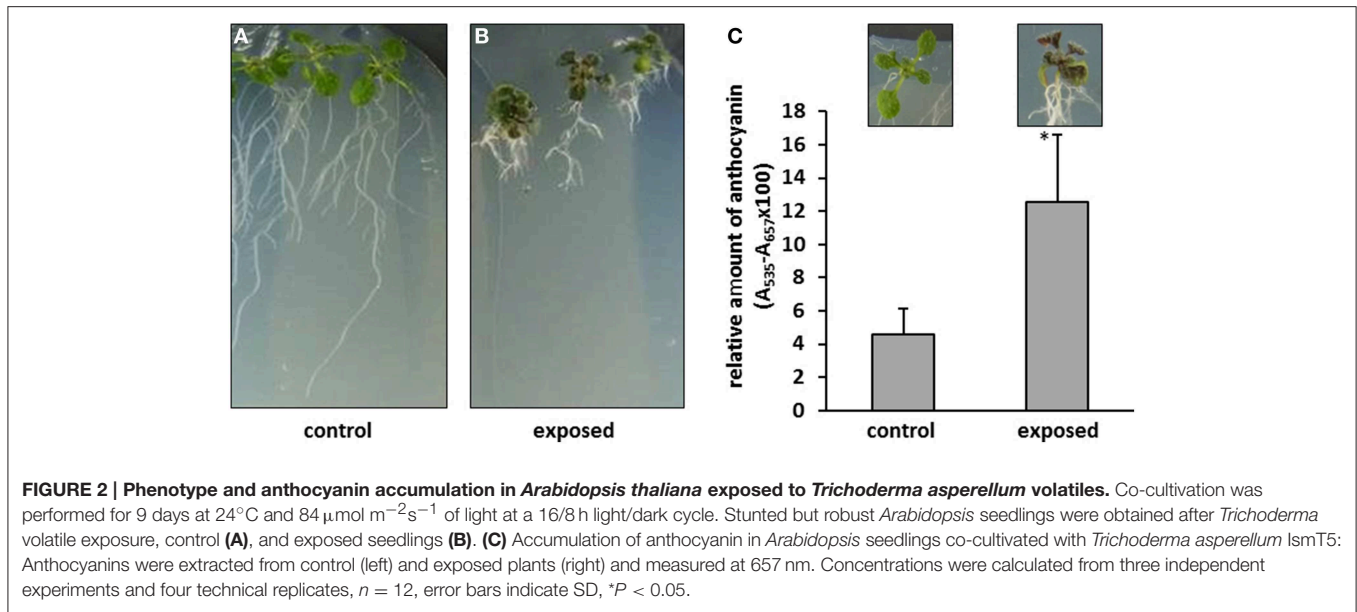 A
B
C
relative amount of anthocyanin
(A₅₃₅-A₆₅₇x100)
18
16
14
12
10
8
6
4
2
0
*
control
exposed
control
exposed
FIGURE 2 | Phenotype and anthocyanin accumulation in Arabidopsis thaliana exposed to Trichoderma asperellum volatiles. Co-cultivation was
performed for 9 days at 24°C and 84 μmol m⁻²s⁻¹ of light at a 16/8 h light/dark cycle. Stunted but robust Arabidopsis seedlings were obtained after Trichoderma
volatile exposure, control (A), and exposed seedlings (B). (C) Accumulation of anthocyanin in Arabidopsis seedlings co-cultivated with Trichoderma asperellum IsmT5:
Anthocyanins were extracted from control (left) and exposed plants (right) and measured at 657 nm. Concentrations were calculated from three independent
experiments and four technical replicates, n = 12, error bars indicate SD, *P < 0.05.